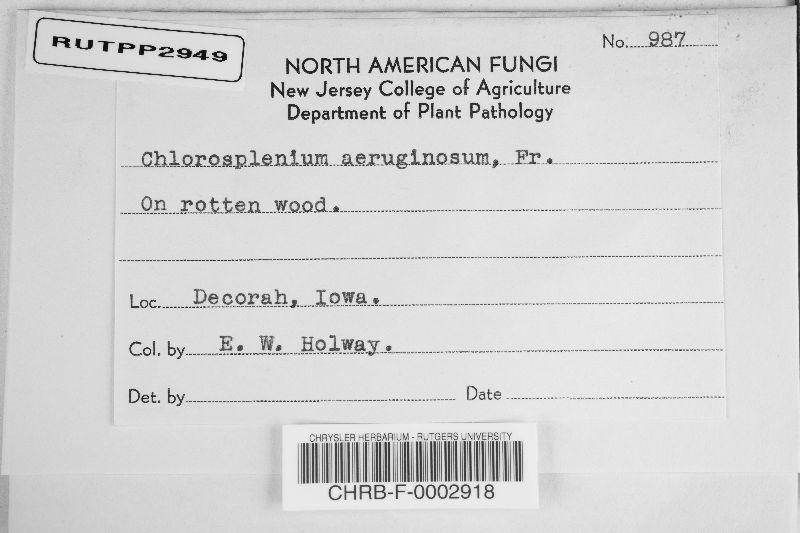 RUTPP2949
No. 987
NORTH AMERICAN FUNGI
New Jersey College of Agriculture
Department of Plant Pathology
Chlorosplenium aeruginosum, Fr.
On rotten wood.
Loc. Decorah, Iowa.
Col. by E. W. Holway.
Det. by Date
CHRYSLER HERBARIUM - RUTGERS UNIVERSITY
CHRB-F-0002918